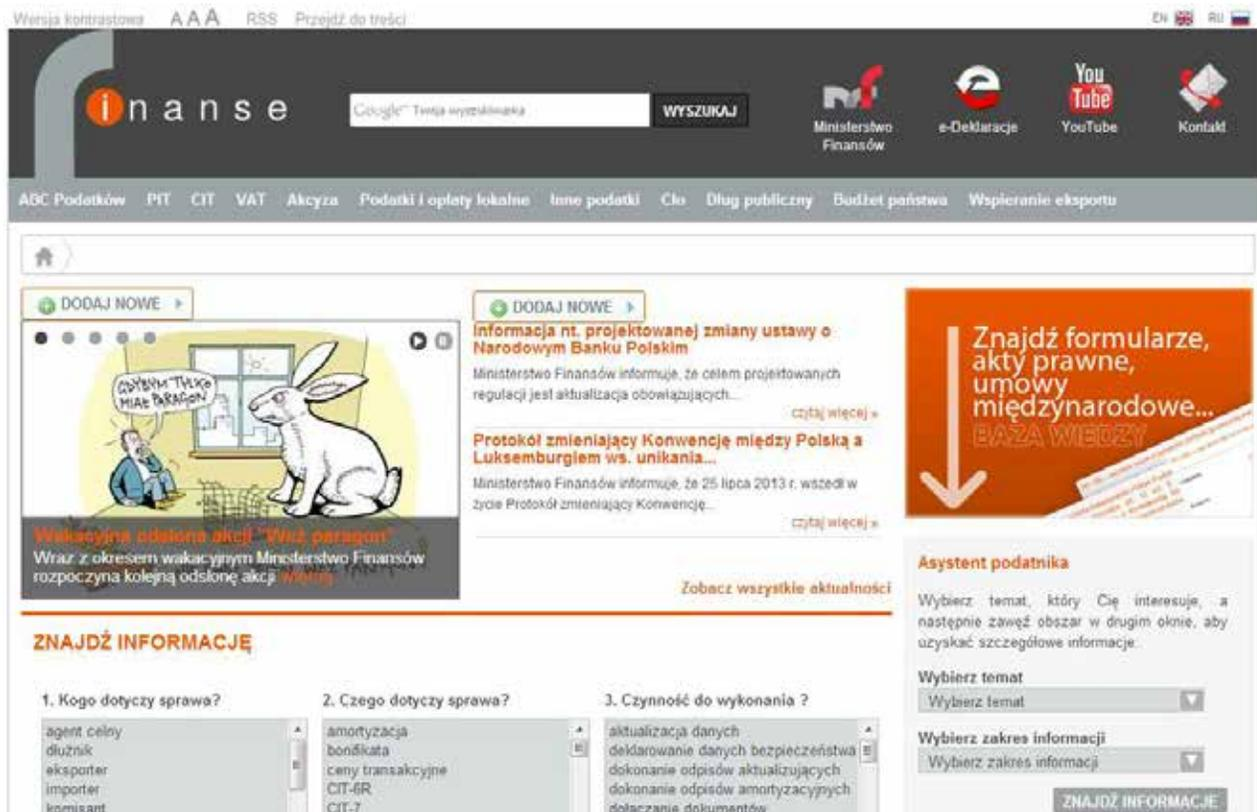 Wersja kontrastowa A A A RSS Przejdź do treści
EN RU
finanse
Google™ Twoja wyszukiwarka
WYSZUKAJ
Ministerstwo
Finansów
e-Deklaracje
You
Tube
YouTube
Kontakt
ABC Podatków PIT CIT VAT Akcyza Podatki i opłaty lokalne Inne podatki Cło Dług publiczny Budżet państwa Wspieranie eksportu
DODAJ NOWE
GDYBYM TYLKO
MIAŁ PARAGON
Wakacyjna odsłona akcji "Weź paragon"
Wraz z okresem wakacyjnym Ministerstwo Finansów
rozpoczyna kolejną odsłonę akcji więcej
DODAJ NOWE
Informacja nt. projektowanej zmiany ustawy o
Narodowym Banku Polskim
Ministerstwo Finansów informuje, że celem projektowanych
regulacji jest aktualizacja obowiązujących...
czytaj więcej »
Protokół zmieniający Konwencję między Polską a
Luksemburgiem ws. unikania...
Ministerstwo Finansów informuje, że 25 lipca 2013 r. wszedł w
życie Protokół zmieniający Konwencję...
czytaj więcej »
Zobacz wszystkie aktualności
Znajdź formularze,
akty prawne,
umowy
międzynarodowe...
BAZA WIEDZY
Asystent podatnika
Wybierz temat, który Cię interesuje, a
następnie zawęź obszar w drugim oknie, aby
uzyskać szczegółowe informacje:
Wybierz temat
Wybierz temat
Wybierz zakres informacji
Wybierz zakres informacji
ZNAJDŹ INFORMACJE
ZNAJDŹ INFORMACJĘ
1. Kogo dotyczy sprawa?
agent celny
dłużnik
eksporter
importer
komisant
2. Czego dotyczy sprawa?
amortyzacja
bonifikata
ceny transakcyjne
CIT-6R
CIT-7
3. Czynność do wykonania ?
aktualizacja danych
deklarowanie danych bezpieczeństwa
dokonanie odpisów aktualizujących
dokonanie odpisów amortyzacyjnych
dołączanie dokumentów